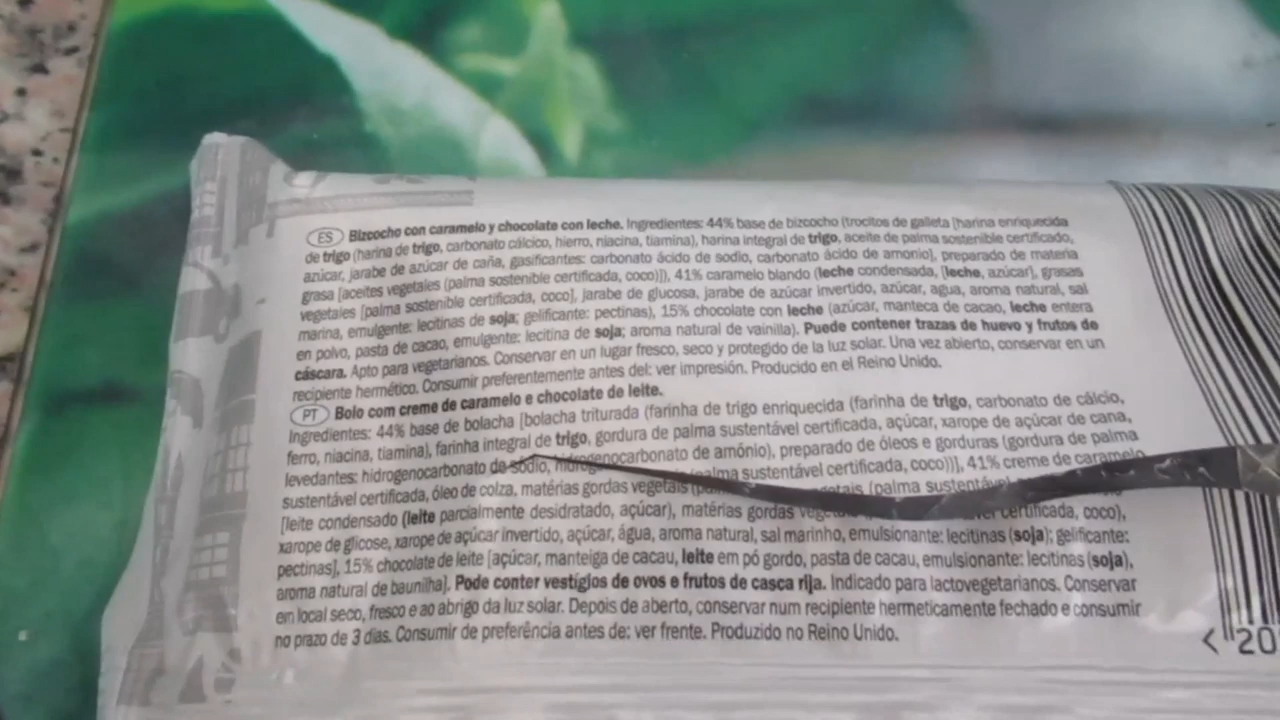 ES Bizcocho con caramelo y chocolate con leche. Ingredientes: 44% base de bizcocho (trocitos de galleta [harina enriquecida
de trigo (harina de trigo, carbonato cálcico, hierro, niacina, tiamina), harina integral de trigo, aceite de palma sostenible certificado,
azúcar, jarabe de azúcar de caña, gasificantes: carbonato ácido de sodio, carbonato ácido de amonio], preparado de materia
grasa [aceites vegetales (palma sostenible certificada, coco)]), 41% caramelo blando (leche condensada, [leche, azúcar], grasas
vegetales [palma sostenible certificada, coco], jarabe de glucosa, jarabe de azúcar invertido, azúcar, agua, aroma natural, sal
marina, emulgente: lecitinas de soja; gelificante: pectinas), 15% chocolate con leche (azúcar, manteca de cacao, leche entera
en polvo, pasta de cacao, emulgente: lecitina de soja; aroma natural de vainilla). Puede contener trazas de huevo y frutos de
cáscara. Apto para vegetarianos. Conservar en un lugar fresco, seco y protegido de la luz solar. Una vez abierto, conservar en un
recipiente hermético. Consumir preferentemente antes del: ver impresión. Producido en el Reino Unido.
PT Bolo com creme de caramelo e chocolate de leite.
Ingredientes: 44% base de bolacha [bolacha triturada (farinha de trigo enriquecida (farinha de trigo, carbonato de cálcio,
ferro, niacina, tiamina), farinha integral de trigo, gordura de palma sustentável certificada, açúcar, xarope de açúcar de cana,
levedantes: hidrogenocarbonato de sódio, hidrogenocarbonato de amónio), preparado de óleos e gorduras (gordura de palma
sustentável certificada, óleo de colza, matérias gordas vegetais (palma sustentável certificada, coco))], 41% creme de caramelo
[leite condensado (leite parcialmente desidratado, açúcar), matérias gordas vegetais (palma sustentável certificada, coco),
xarope de glicose, xarope de açúcar invertido, açúcar, água, aroma natural, sal marinho, emulsionante: lecitinas (soja); gelificante:
pectinas], 15% chocolate de leite [açúcar, manteiga de cacau, leite em pó gordo, pasta de cacau, emulsionante: lecitinas (soja),
aroma natural de baunilha]. Pode conter vestígios de ovos e frutos de casca rija. Indicado para lactovegetarianos. Conservar
em local seco, fresco e ao abrigo da luz solar. Depois de aberto, conservar num recipiente hermeticamente fechado e consumir
no prazo de 3 dias. Consumir de preferência antes de: ver frente. Produzido no Reino Unido.
< 20